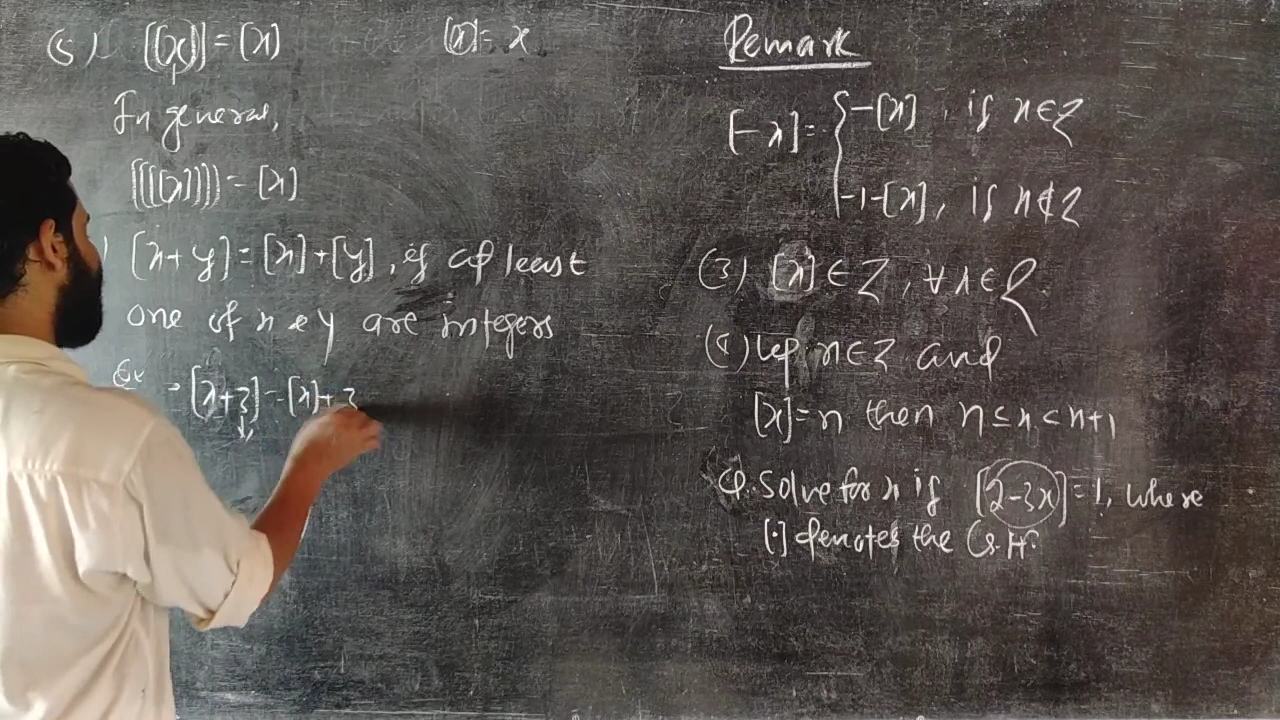 (5) [[x]] = [x] [x] = x
In general,
[[[[x]]]] = [x]
) [x+y] = [x]+[y], if at least
one of x & y are integers
Ex = [x+3] = [x]+3
Remark
[-x] = { -[x] , if x∈Z
-1-[x], if x∉Z
(3) [x] ∈ Z, ∀ x∈R
(4) Let n∈Z and
[x]=n then n ≤ x < n+1
Q. Solve for x if [2-3x] = 1, where
[·] denotes the G.I.F.